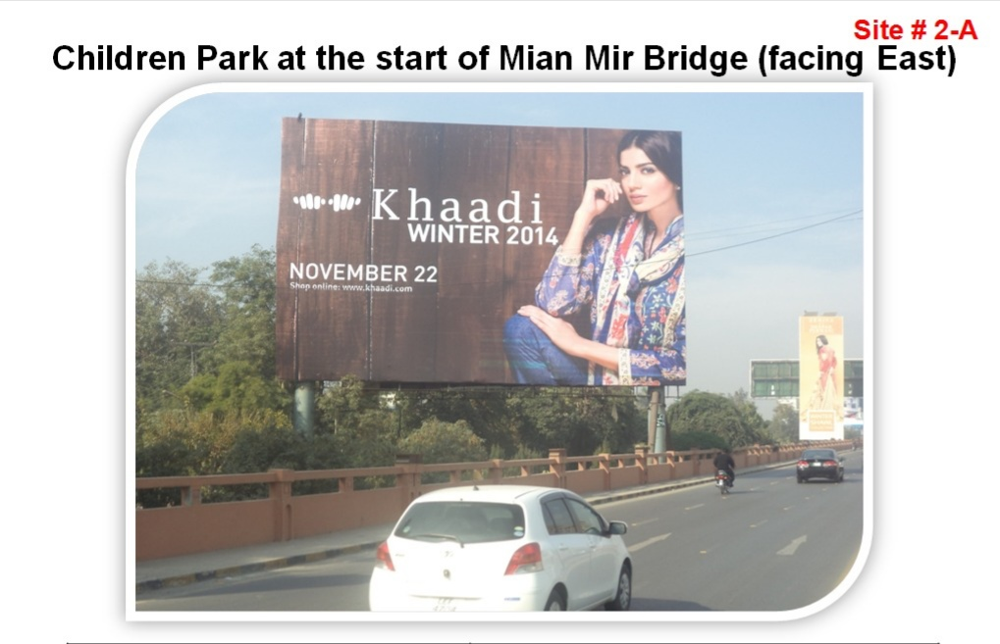 Site # 2-A
Children Park at the start of Mian Mir Bridge (facing East)
Khaadi
WINTER 2014
NOVEMBER 22
Shop online: www.khaadi.com